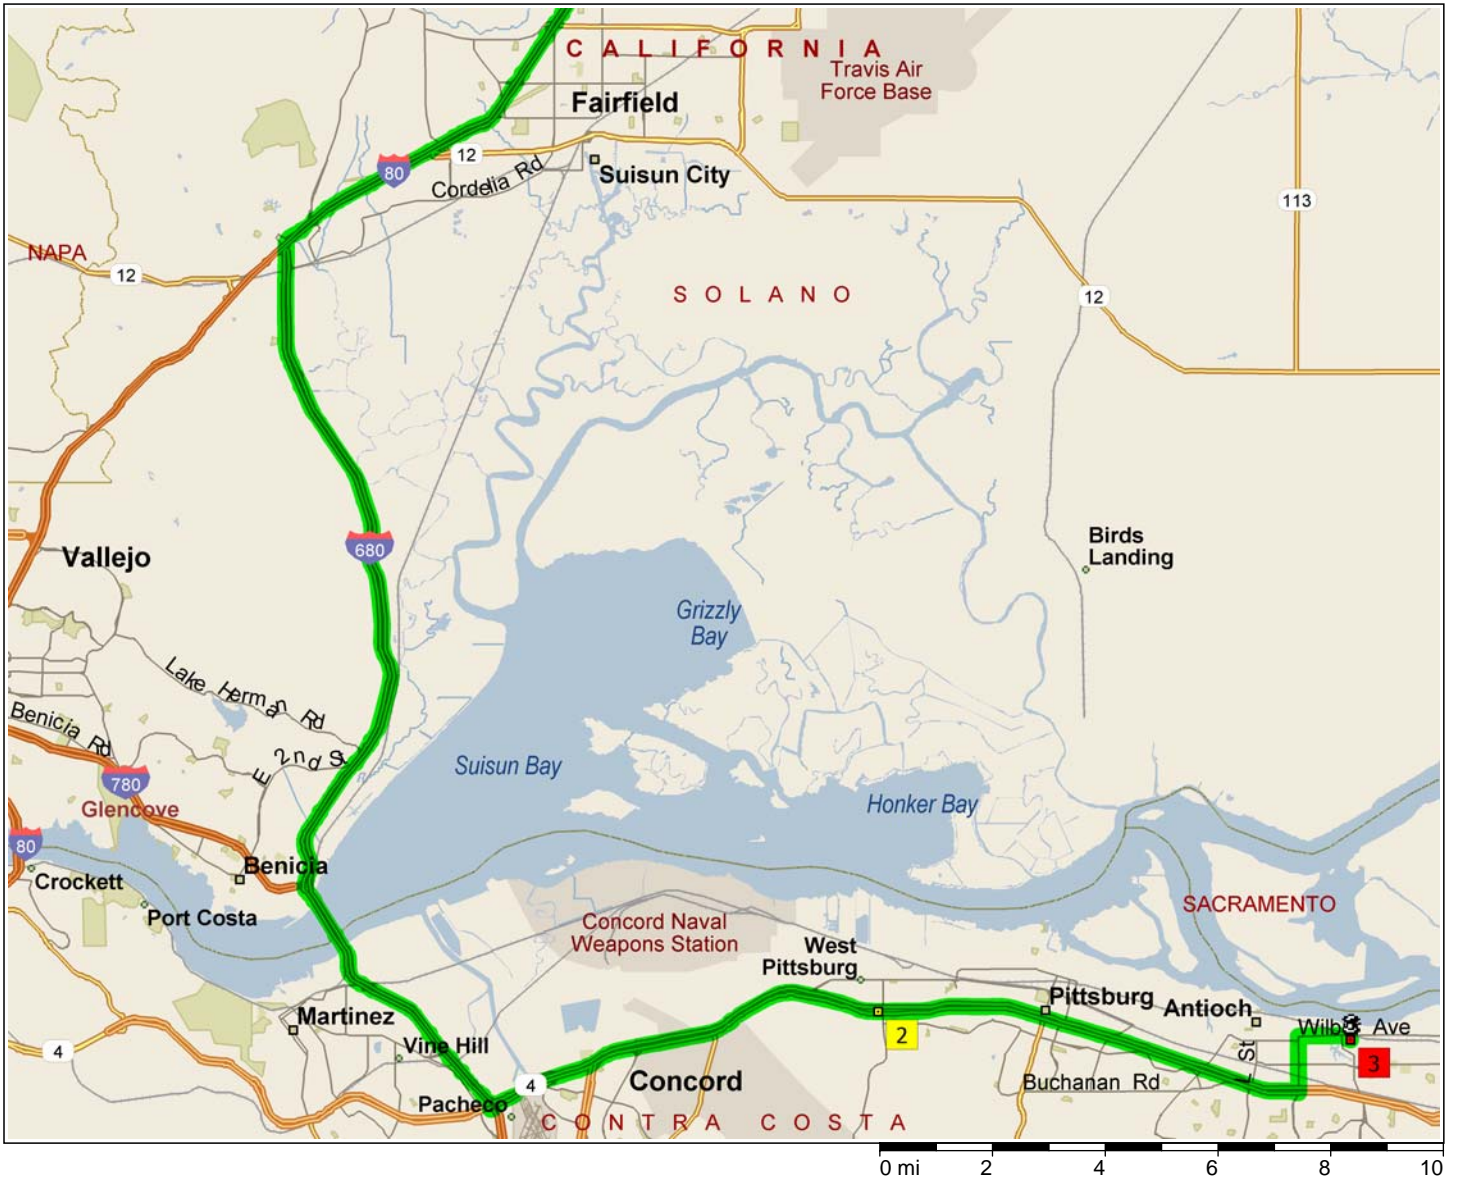 CALIFORNIA
Travis Air
Force Base
Fairfield
12
80
Cordelia Rd
Suisun City
113
NAPA
12
SOLANO
12
680
Vallejo
Birds
Landing
Grizzly
Bay
Lake Herman Rd
Benicia Rd
E 2nd St
Suisun Bay
780
Glencove
Honker Bay
80
Benicia
Crockett
Port Costa
SACRAMENTO
Concord Naval
Weapons Station
West
Pittsburg
Pittsburg
Antioch
Martinez
2
Ave
4
Vine Hill
L St
3
4
Concord
Buchanan Rd
Pacheco
CONTRA COSTA
0 mi 2 4 6 8 10